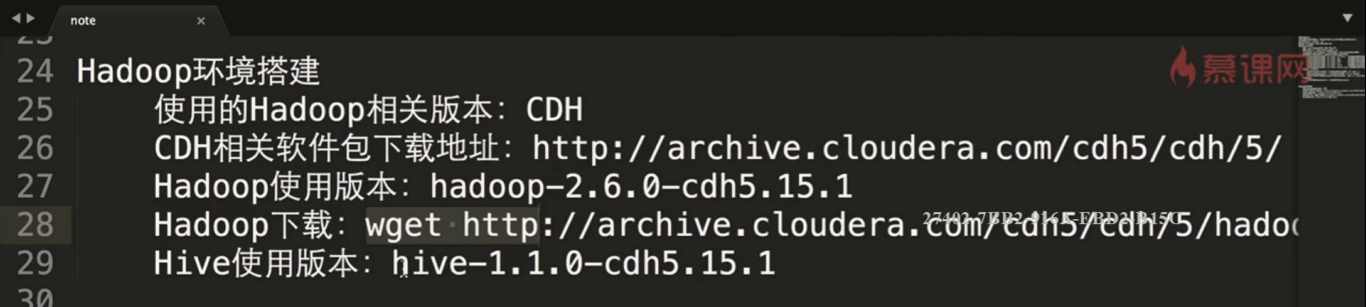 note
24 Hadoop环境搭建
慕课网
25 使用的Hadoop相关版本：CDH
26 CDH相关软件包下载地址：http://archive.cloudera.com/cdh5/cdh/5/
27 Hadoop使用版本：hadoop-2.6.0-cdh5.15.1
28 Hadoop下载：wget http://archive.cloudera.com/cdh5/cdh/5/hadoo
29 Hive使用版本：hive-1.1.0-cdh5.15.1
30